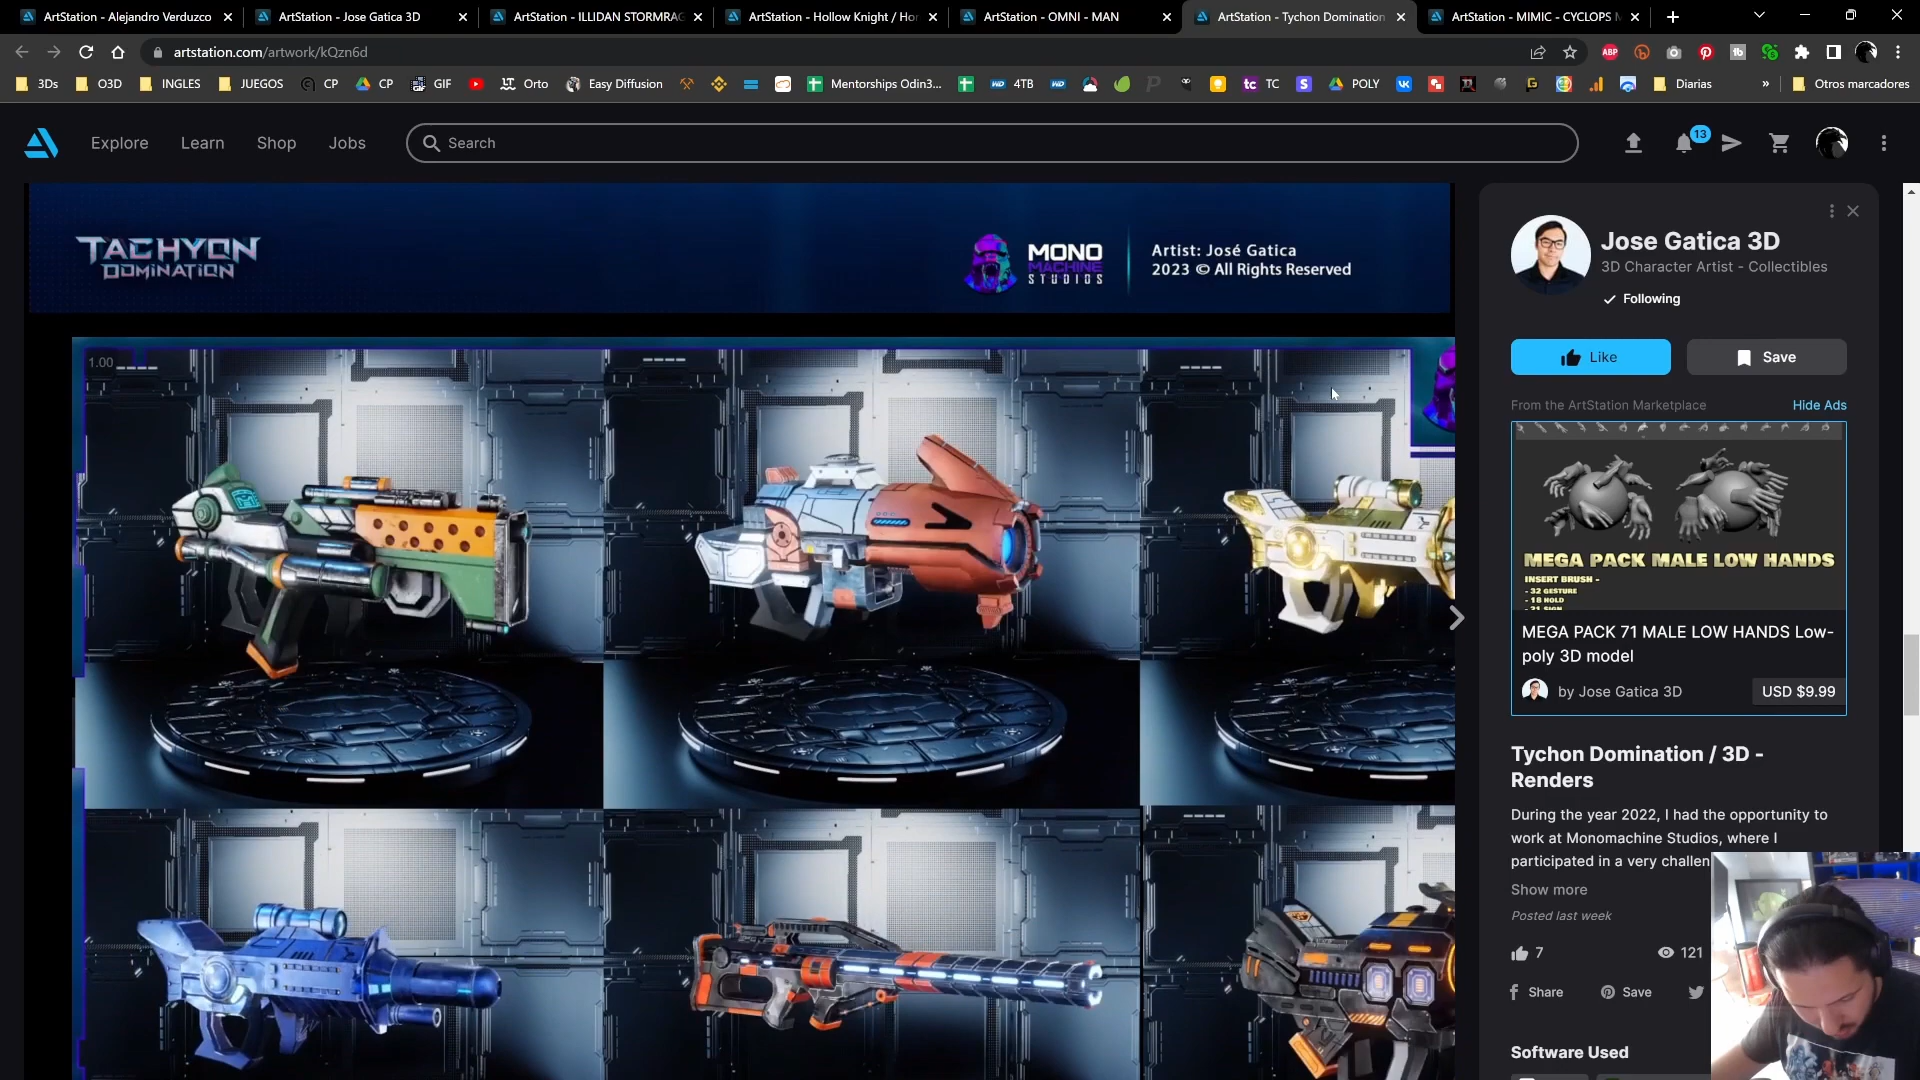 ArtStation - Alejandro Verduzco
ArtStation - Jose Gatica 3D
ArtStation - ILLIDAN STORMRAG
ArtStation - Hollow Knight / Hor
ArtStation - OMNI - MAN
ArtStation - Tychon Domination
ArtStation - MIMIC - CYCLOPS M
artstation.com/artwork/kQzn6d
3Ds
O3D
INGLES
JUEGOS
CP
CP
GIF
Orto
Easy Diffusion
Mentorships Odin3...
4TB
TC
POLY
Diarias
»
Otros marcadores
Explore
Learn
Shop
Jobs
Search
13
TACHYON
DOMINATION
MONO
MACHINE
STUDIOS
Artist: José Gatica
2023 © All Rights Reserved
1.00
Jose Gatica 3D
3D Character Artist - Collectibles
Following
Like
Save
From the ArtStation Marketplace
Hide Ads
MEGA PACK MALE LOW HANDS
INSERT BRUSH -
- 32 GESTURE
- 18 HOLD
MEGA PACK 71 MALE LOW HANDS Low-
poly 3D model
by Jose Gatica 3D
USD $9.99
Tychon Domination / 3D -
Renders
During the year 2022, I had the opportunity to
work at Monomachine Studios, where I
participated in a very challen
Show more
Posted last week
7
121
Share
Save
Software Used